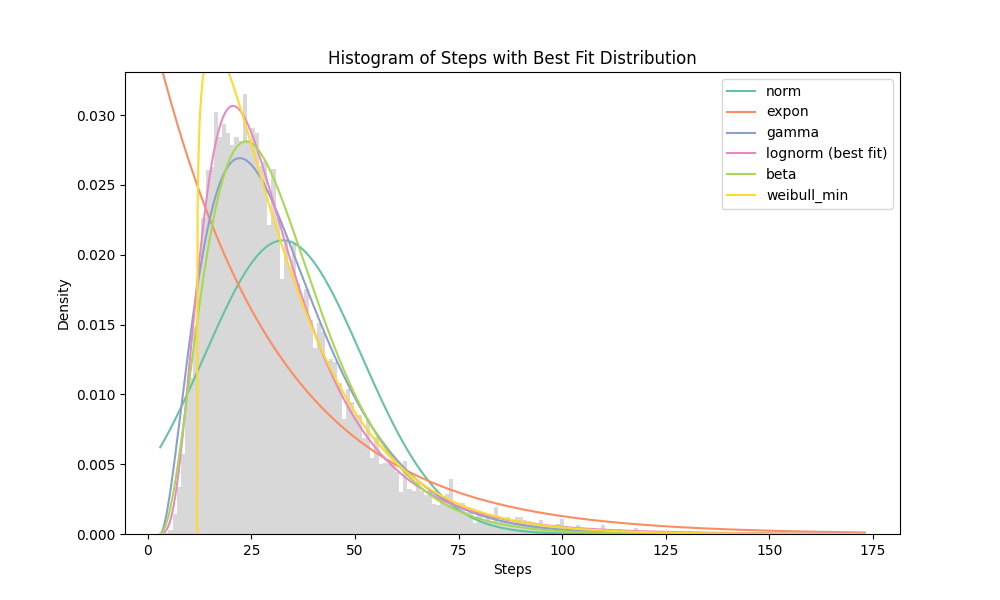 Histogram of Steps with Best Fit Distribution
norm
expon
gamma
lognorm (best fit)
beta
weibull_min
Density
0.030
0.025
0.020
0.015
0.010
0.005
0.000
0 25 50 75 100 125 150 175
Steps